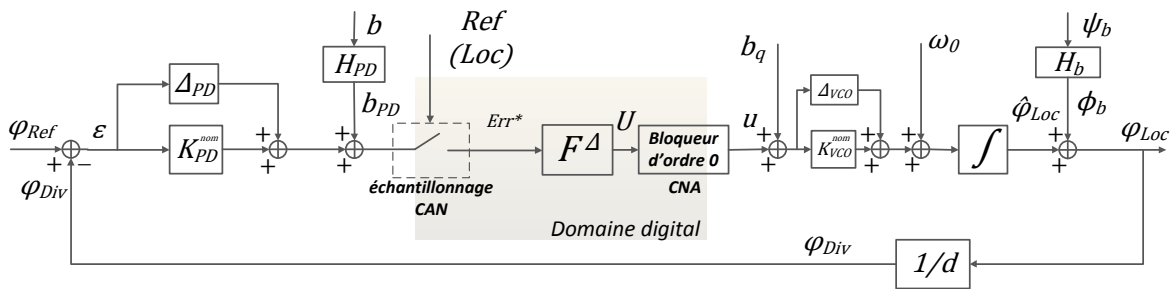 b
Ref
(Loc)
H_PD
b_PD
Δ_PD
φ_Ref
ε
K_PD^nom
+
+
+
+
+
−
φ_Div
échantillonnage
CAN
Err*
F^Δ
U
Bloqueur
d'ordre 0
CNA
Domaine digital
b_q
u
+
+
Δ_VCO
K_VCO^nom
+
+
ω_0
+
+
∫
φ̂_Loc
ψ_b
H_b
ϕ_b
+
+
φ_Loc
φ_Div
1/d